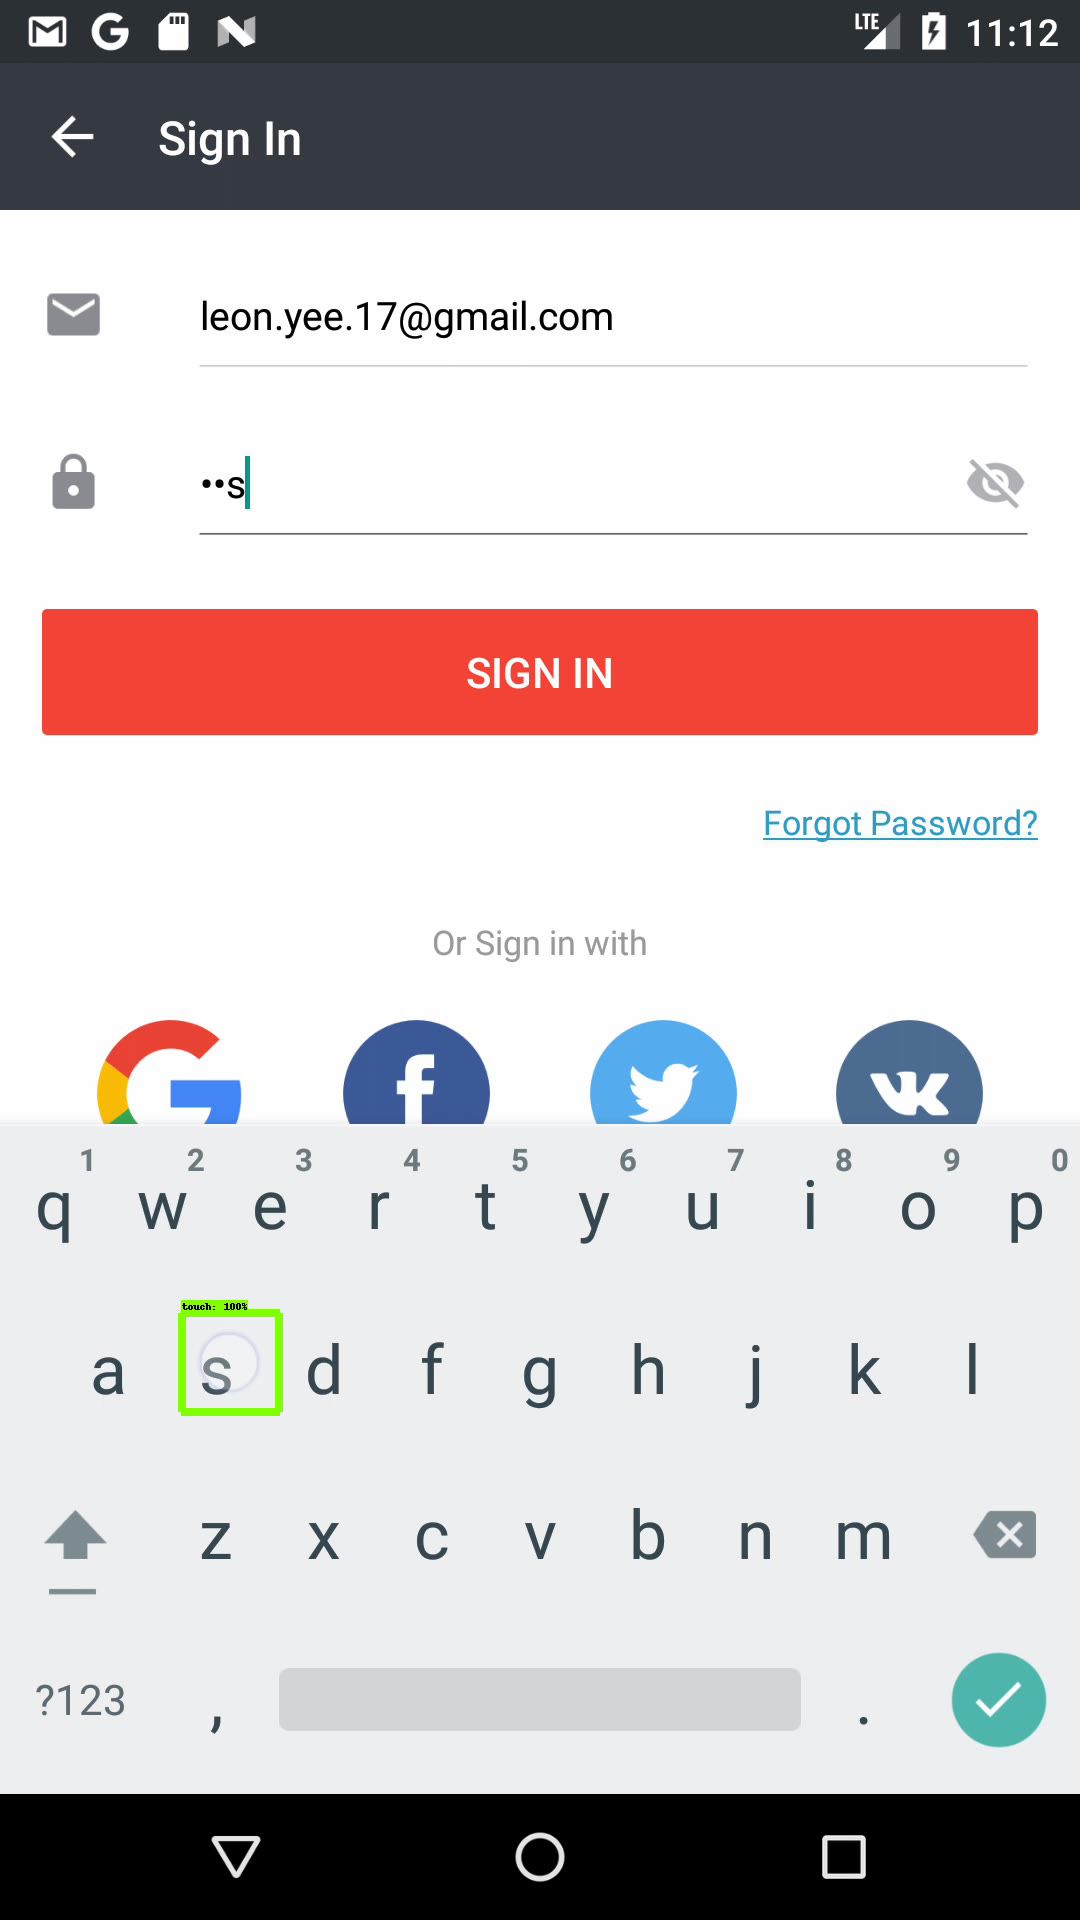 LTE 11:12
Sign In
leon.yee.17@gmail.com
••s
SIGN IN
Forgot Password?
Or Sign in with
1 2 3 4 5 6 7 8 9 0
q w e r t y u i o p
touch: 100%
a s d f g h j k l
z x c v b n m
?123 , .